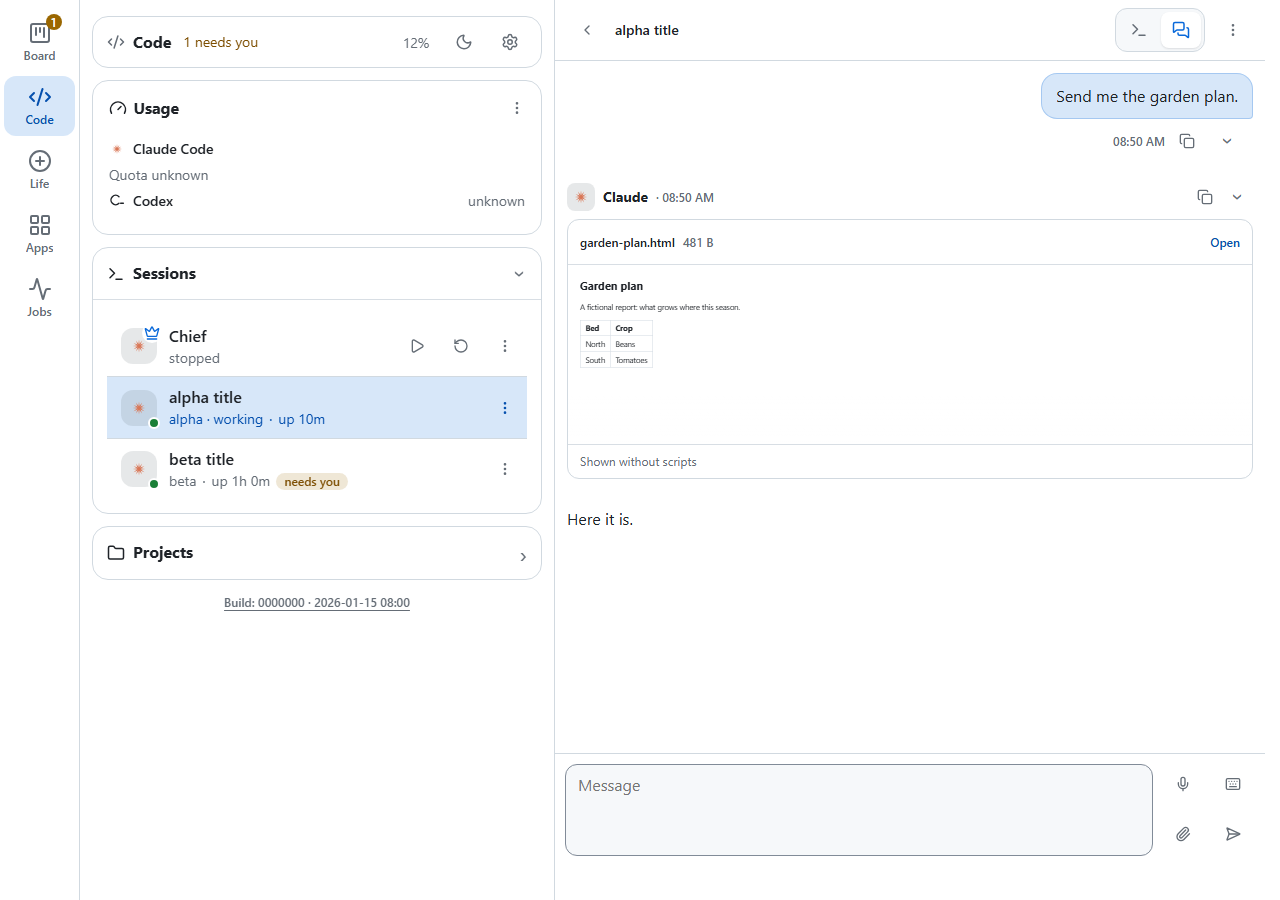 1
Board
Code
Life
Apps
Jobs
Code 1 needs you 12%
Usage
Claude Code
Quota unknown
Codex unknown
Sessions
Chief
stopped
alpha title
alpha · working · up 10m
beta title
beta · up 1h 0m needs you
Projects
Build: 0000000 · 2026-01-15 08:00
alpha title
Send me the garden plan.
08:50 AM
Claude · 08:50 AM
garden-plan.html 481 B Open
Garden plan
A fictional report: what grows where this season.
Bed Crop
North Beans
South Tomatoes
Shown without scripts
Here it is.
Message